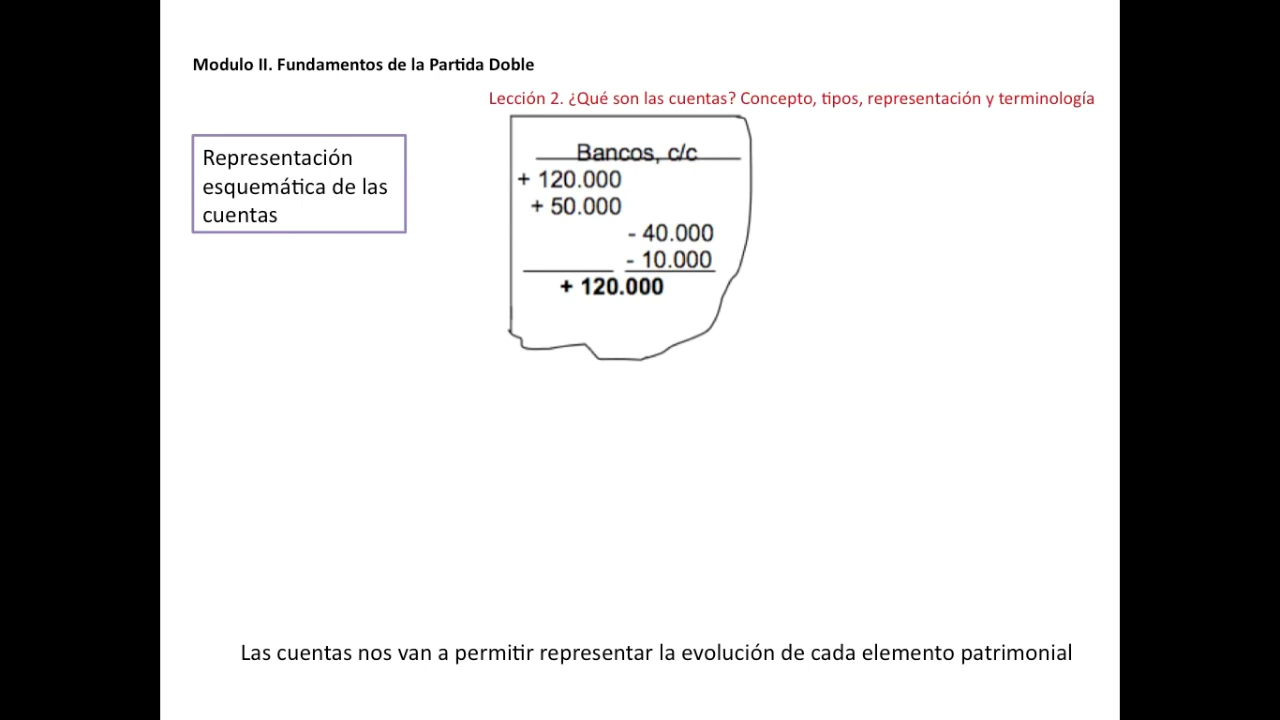 Modulo II. Fundamentos de la Partida Doble
Lección 2. ¿Qué son las cuentas? Concepto, tipos, representación y terminología
Representación
esquemática de las
cuentas
Bancos, c/c
+ 120.000
+ 50.000
- 40.000
- 10.000
+ 120.000
Las cuentas nos van a permitir representar la evolución de cada elemento patrimonial